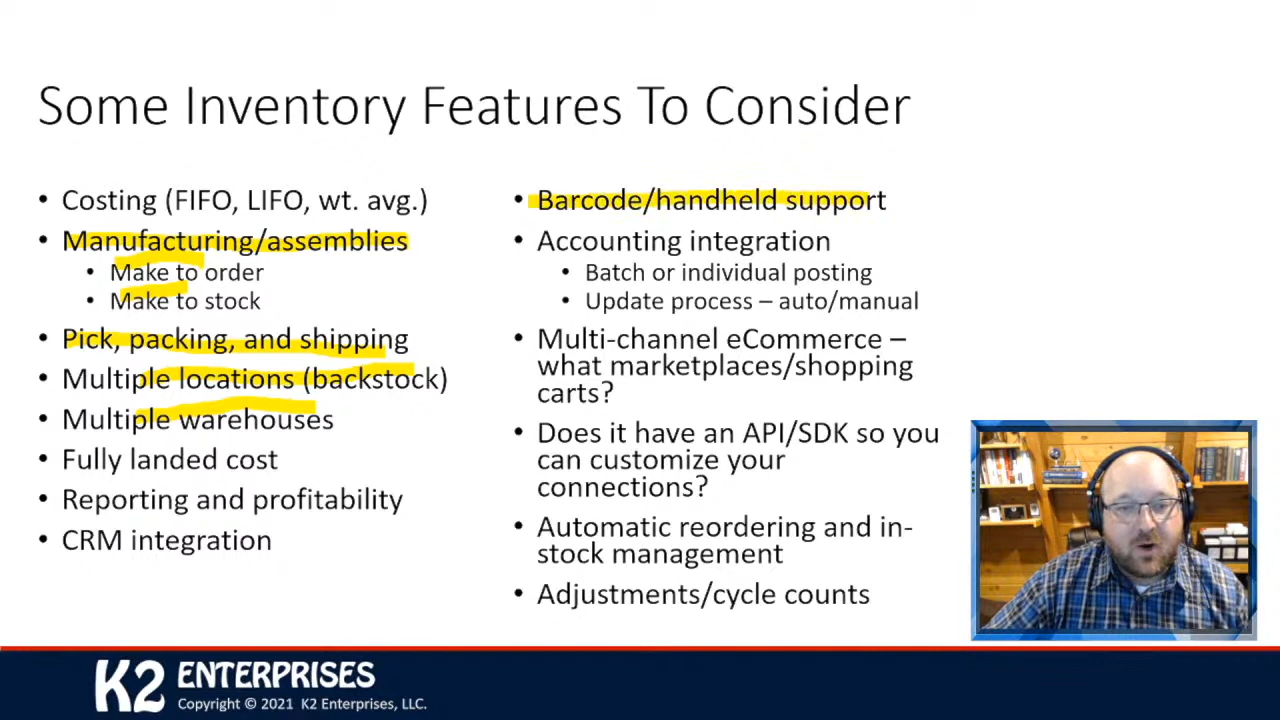 Some Inventory Features To Consider
• Costing (FIFO, LIFO, wt. avg.)
• Manufacturing/assemblies
• Make to order
• Make to stock
• Pick, packing, and shipping
• Multiple locations (backstock)
• Multiple warehouses
• Fully landed cost
• Reporting and profitability
• CRM integration
• Barcode/handheld support
• Accounting integration
• Batch or individual posting
• Update process – auto/manual
• Multi-channel eCommerce –
what marketplaces/shopping
carts?
• Does it have an API/SDK so you
can customize your
connections?
• Automatic reordering and in-
stock management
• Adjustments/cycle counts
K2 ENTERPRISES
Copyright © 2021 K2 Enterprises, LLC.